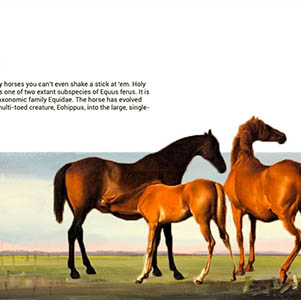 y horses you can't even shake a stick at 'em. Holy
s one of two extant subspecies of Equus ferus. It is
axonomic family Equidae. The horse has evolved
multi-toed creature, Eohippus, into the large, single-